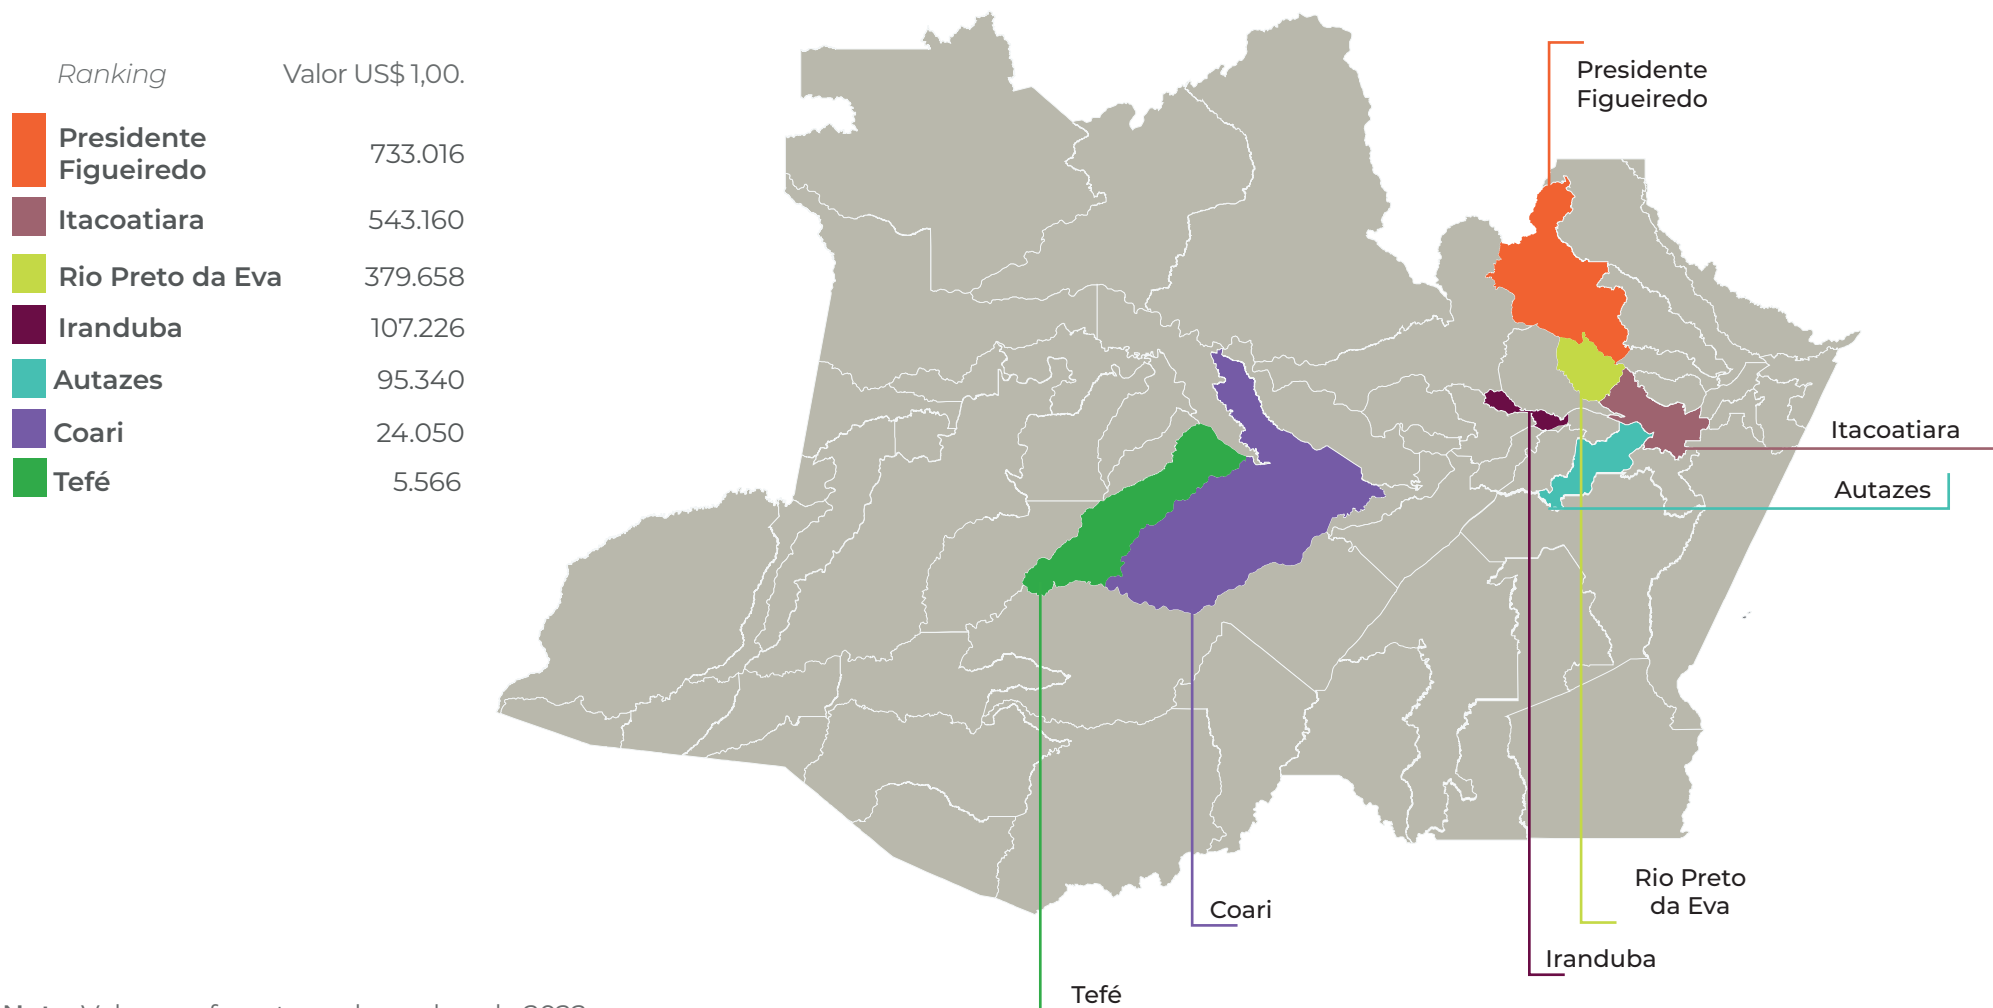 Ranking Valor US$ 1,00.
Presidente
Figueiredo 733.016
Itacoatiara 543.160
Rio Preto da Eva 379.658
Iranduba 107.226
Autazes 95.340
Coari 24.050
Tefé 5.566
Presidente
Figueiredo
Itacoatiara
Autazes
Rio Preto
da Eva
Coari
Iranduba
Tefé